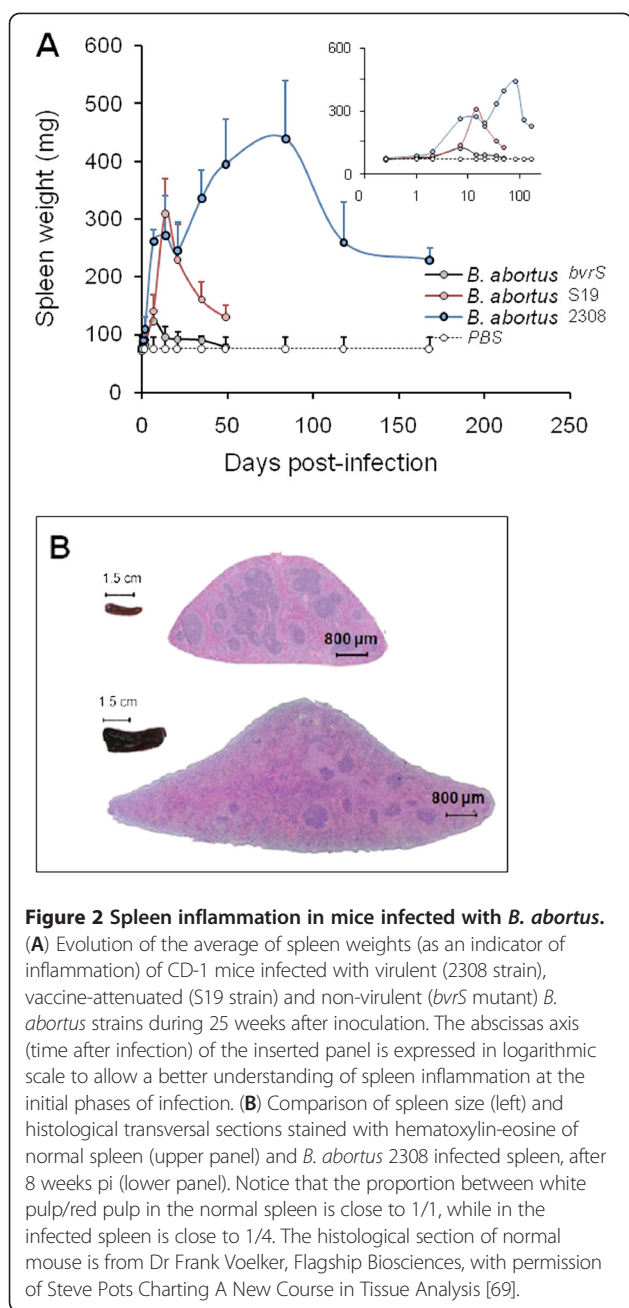 A
600
500
400
300
200
100
0
Spleen weight (mg)
0
50
100
150
200
250
Days post-infection
600
300
0
0
1
10
100
B. abortus bvrS
B. abortus S19
B. abortus 2308
PBS
B
1.5 cm
800 µm
1.5 cm
800 µm
Figure 2 Spleen inflammation in mice infected with B. abortus.
(A) Evolution of the average of spleen weights (as an indicator of
inflammation) of CD-1 mice infected with virulent (2308 strain),
vaccine-attenuated (S19 strain) and non-virulent (bvrS mutant) B.
abortus strains during 25 weeks after inoculation. The abscissas axis
(time after infection) of the inserted panel is expressed in logarithmic
scale to allow a better understanding of spleen inflammation at the
initial phases of infection. (B) Comparison of spleen size (left) and
histological transversal sections stained with hematoxylin-eosine of
normal spleen (upper panel) and B. abortus 2308 infected spleen, after
8 weeks pi (lower panel). Notice that the proportion between white
pulp/red pulp in the normal spleen is close to 1/1, while in the
infected spleen is close to 1/4. The histological section of normal
mouse is from Dr Frank Voelker, Flagship Biosciences, with permission
of Steve Pots Charting A New Course in Tissue Analysis [69].